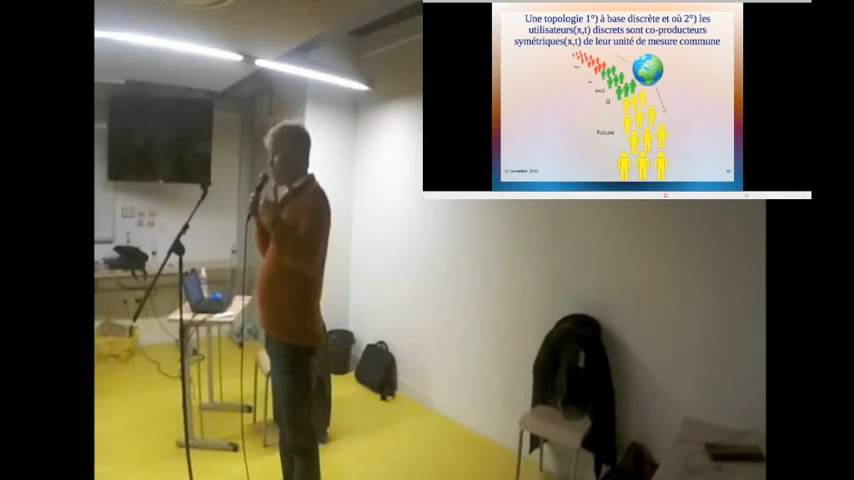 Une topologie 1°) à base discrète et où 2°) les
utilisateurs(x,t) discrets sont co-producteurs
symétriques(x,t) de leur unité de mesure commune
0
Future